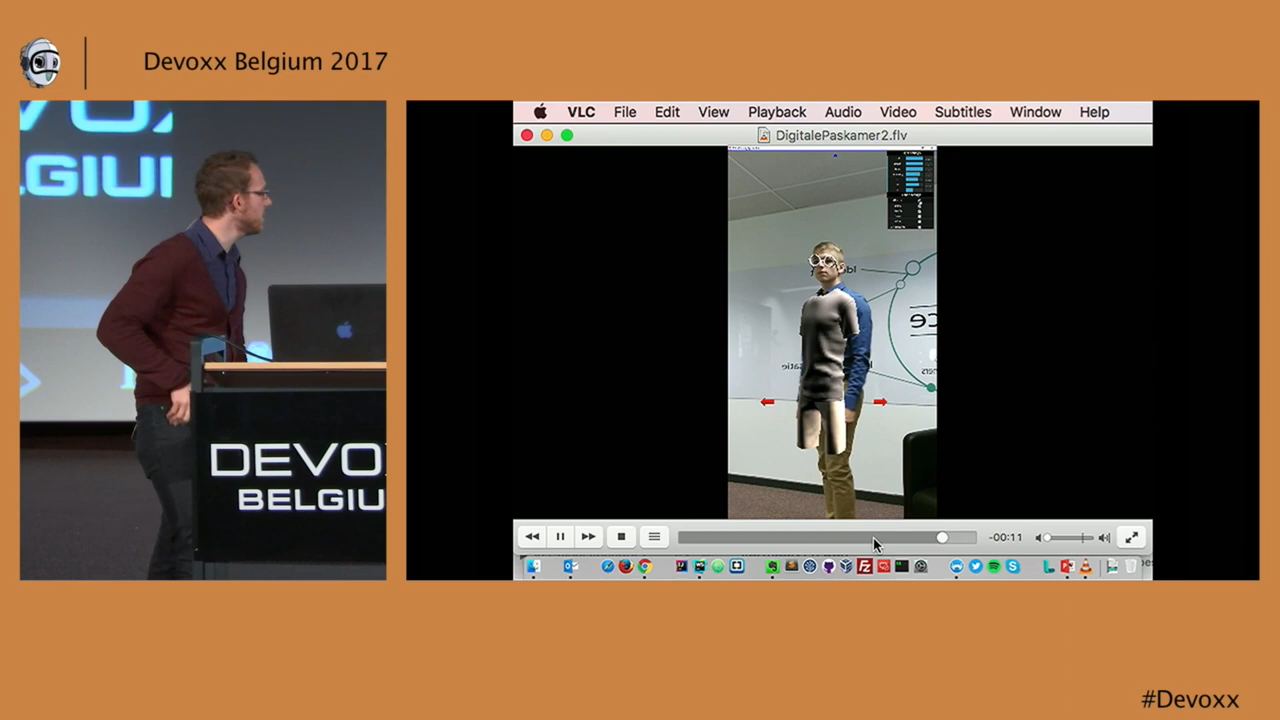 Devoxx Belgium 2017
VLC File Edit View Playback Audio Video Subtitles Window Help
DigitalePaskamer2.flv
-00:11
DEVO
BELGIU
#Devoxx